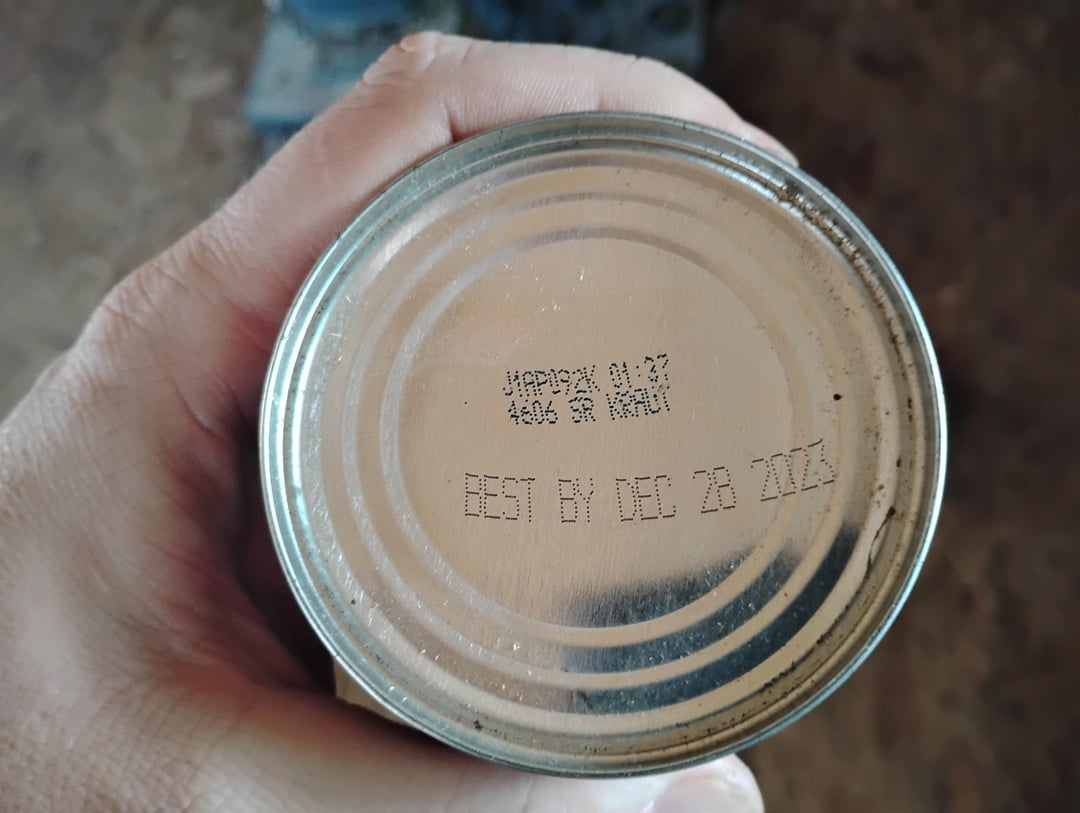 J1AP092K 01:37
4606 SR KRAUT
BEST BY DEC 28 2023